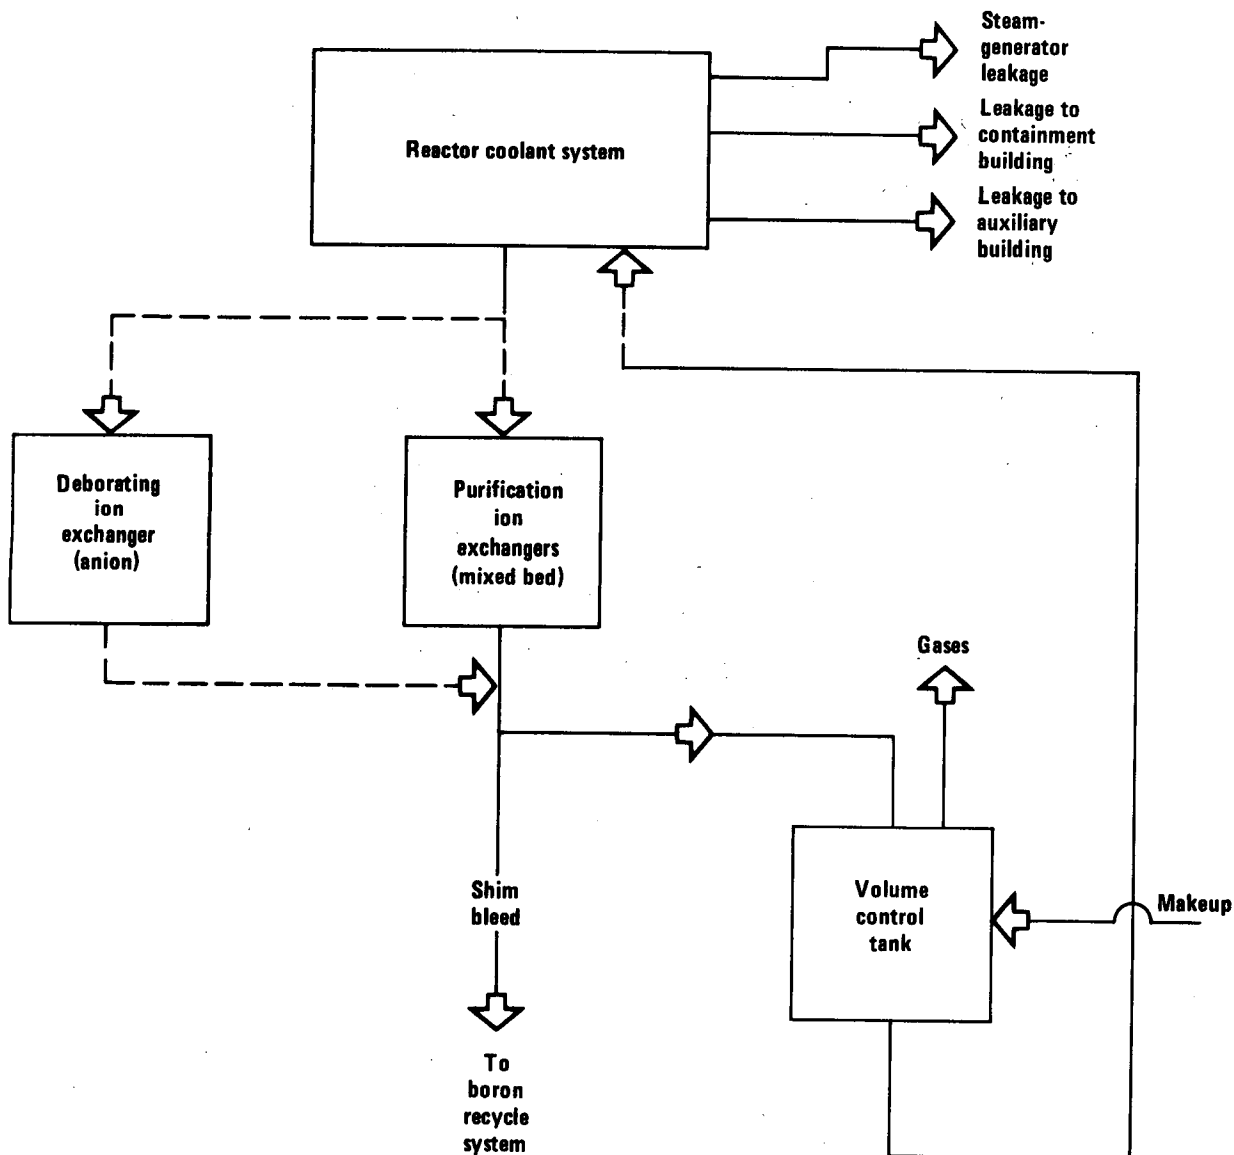 Steam-
generator
leakage
Reactor coolant system
Leakage to
containment
building
Leakage to
auxiliary
building
Deborating
ion
exchanger
(anion)
Purification
ion
exchangers
(mixed bed)
Gases
Shim
bleed
Volume
control
tank
Makeup
To
boron
recycle
system